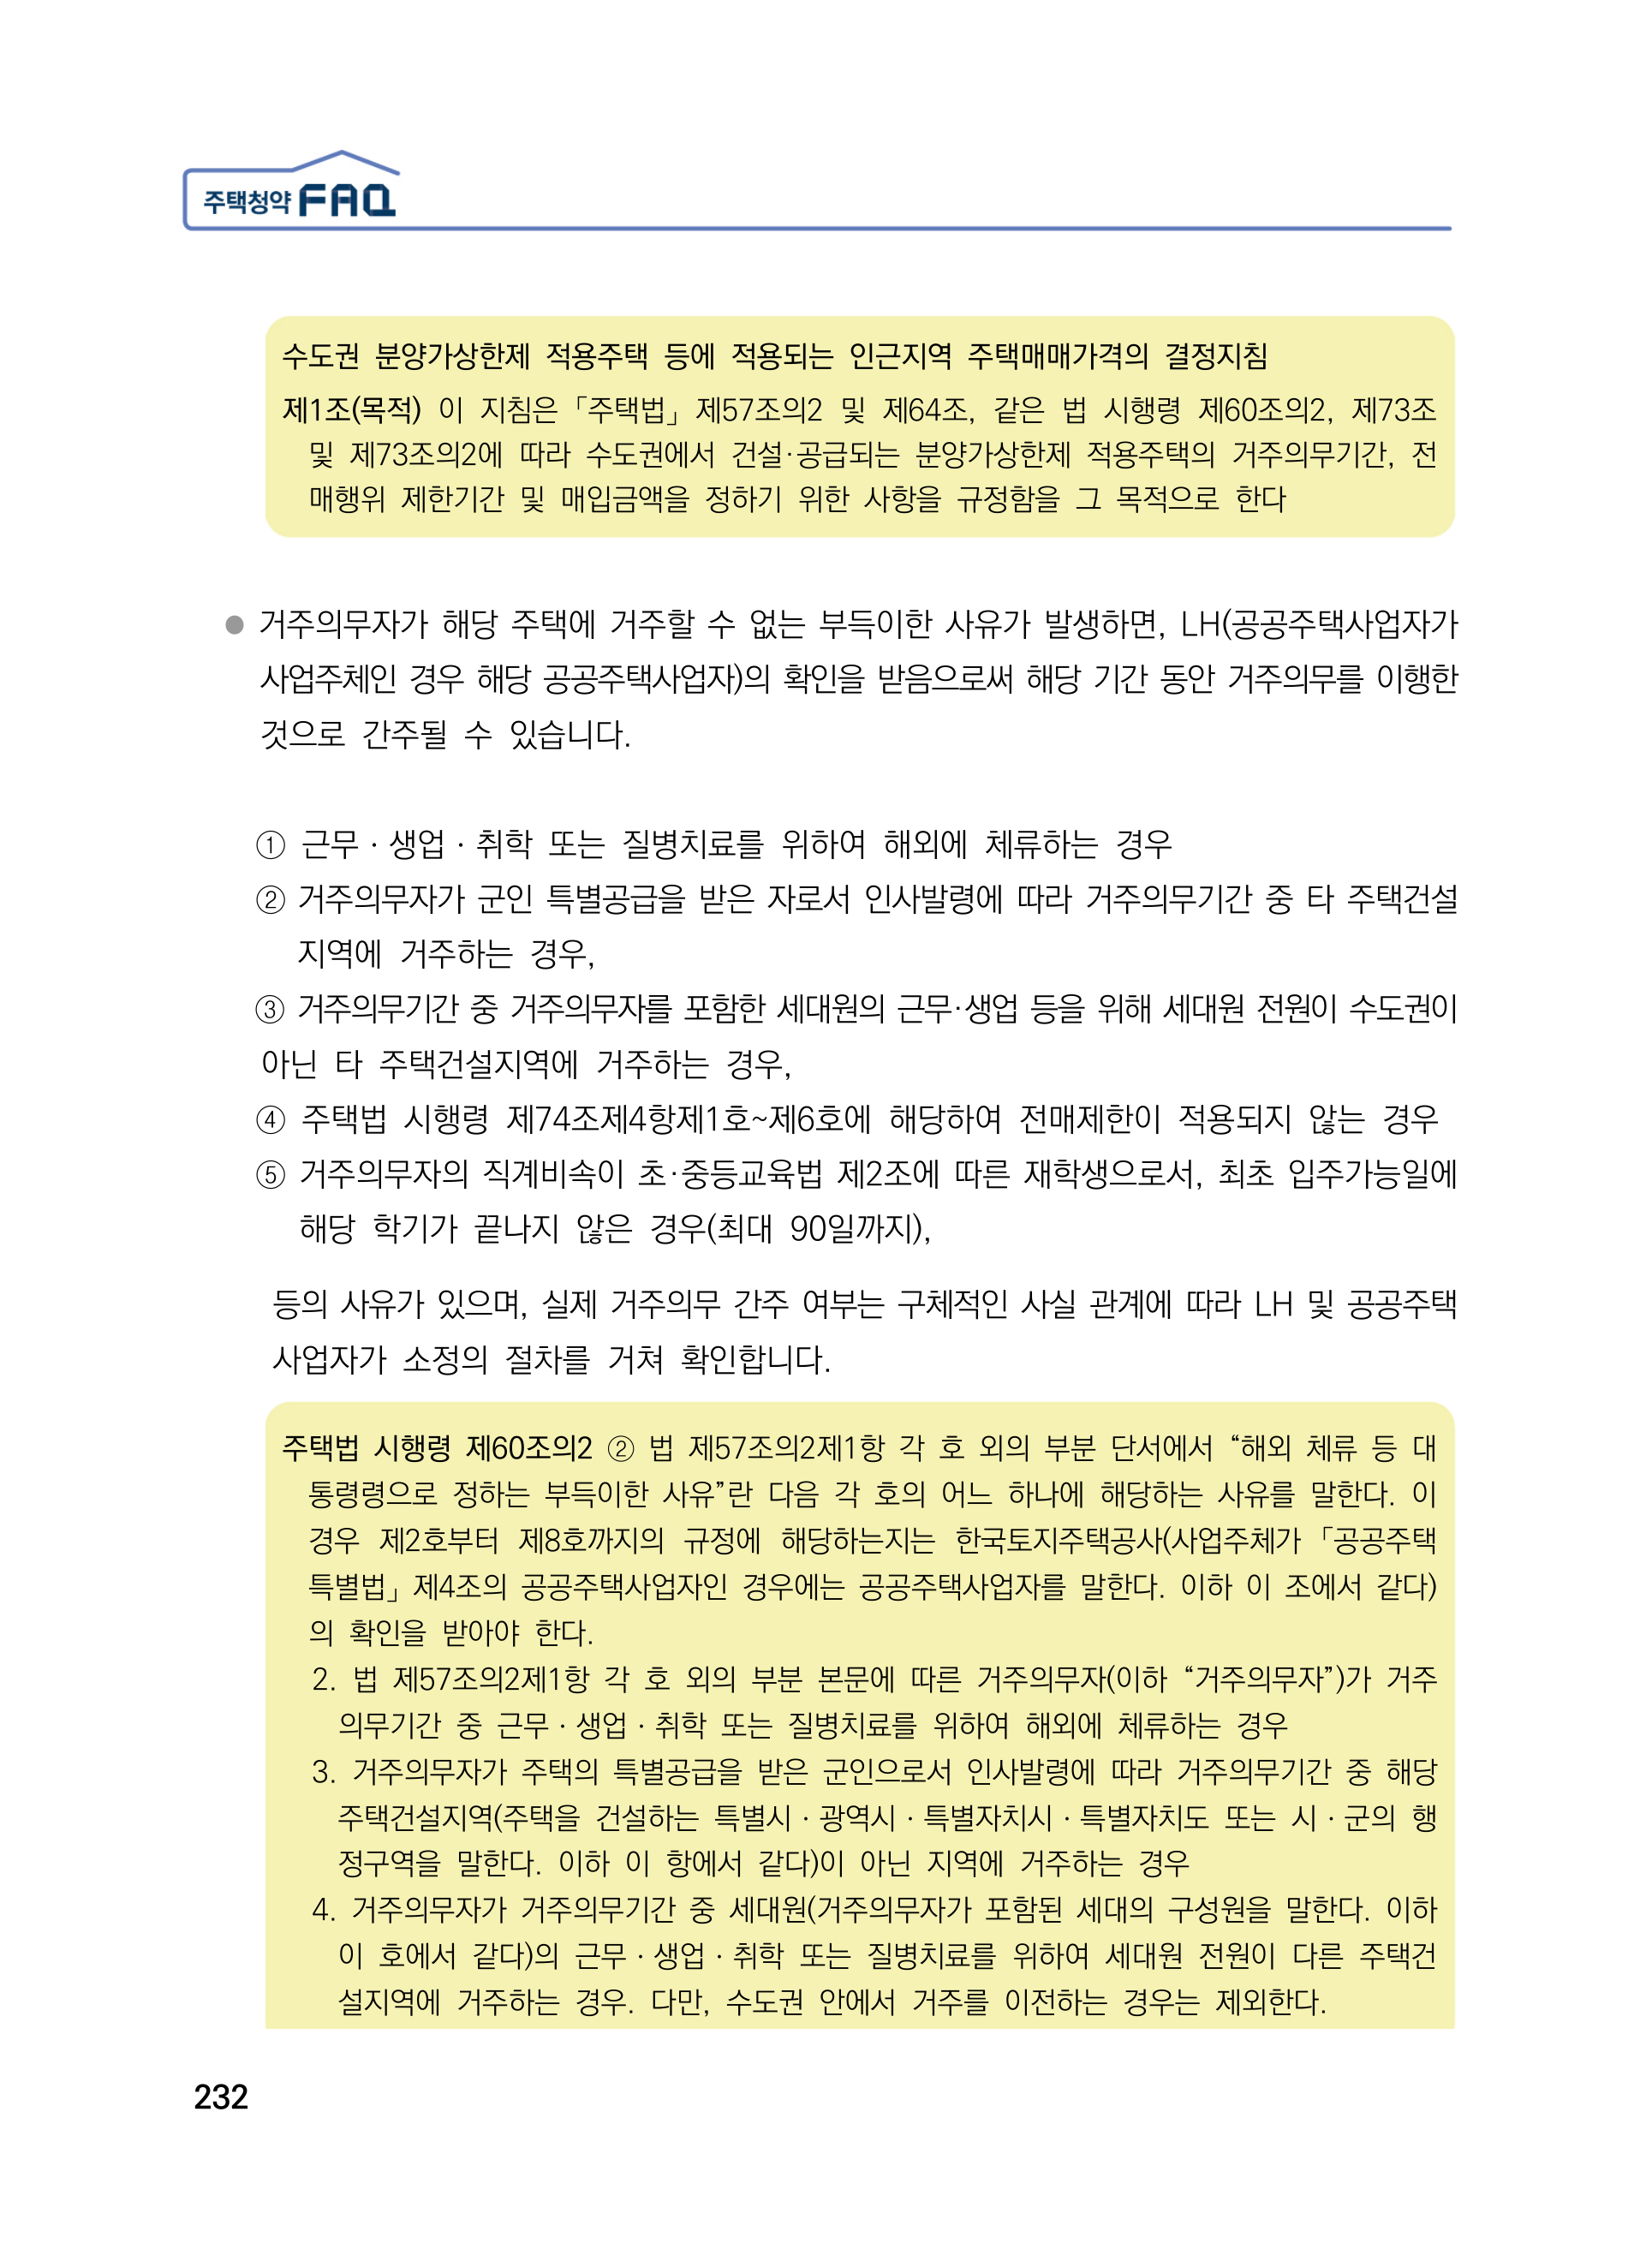 주택청약 FAQ
수도권 분양가상한제 적용주택 등에 적용되는 인근지역 주택매매가격의 결정지침
제1조(목적) 이 지침은「주택법」제57조의2 및 제64조, 같은 법 시행령 제60조의2, 제73조
및 제73조의2에 따라 수도권에서 건설·공급되는 분양가상한제 적용주택의 거주의무기간, 전
매행위 제한기간 및 매입금액을 정하기 위한 사항을 규정함을 그 목적으로 한다
● 거주의무자가 해당 주택에 거주할 수 없는 부득이한 사유가 발생하면, LH(공공주택사업자가
사업주체인 경우 해당 공공주택사업자)의 확인을 받음으로써 해당 기간 동안 거주의무를 이행한
것으로 간주될 수 있습니다.
① 근무 · 생업 · 취학 또는 질병치료를 위하여 해외에 체류하는 경우
② 거주의무자가 군인 특별공급을 받은 자로서 인사발령에 따라 거주의무기간 중 타 주택건설
지역에 거주하는 경우,
③ 거주의무기간 중 거주의무자를 포함한 세대원의 근무·생업 등을 위해 세대원 전원이 수도권이
아닌 타 주택건설지역에 거주하는 경우,
④ 주택법 시행령 제74조제4항제1호~제6호에 해당하여 전매제한이 적용되지 않는 경우
⑤ 거주의무자의 직계비속이 초·중등교육법 제2조에 따른 재학생으로서, 최초 입주가능일에
해당 학기가 끝나지 않은 경우(최대 90일까지),
등의 사유가 있으며, 실제 거주의무 간주 여부는 구체적인 사실 관계에 따라 LH 및 공공주택
사업자가 소정의 절차를 거쳐 확인합니다.
주택법 시행령 제60조의2 ② 법 제57조의2제1항 각 호 외의 부분 단서에서 “해외 체류 등 대
통령령으로 정하는 부득이한 사유”란 다음 각 호의 어느 하나에 해당하는 사유를 말한다. 이
경우 제2호부터 제8호까지의 규정에 해당하는지는 한국토지주택공사(사업주체가 「공공주택
특별법」제4조의 공공주택사업자인 경우에는 공공주택사업자를 말한다. 이하 이 조에서 같다)
의 확인을 받아야 한다.
2. 법 제57조의2제1항 각 호 외의 부분 본문에 따른 거주의무자(이하 “거주의무자”)가 거주
의무기간 중 근무 · 생업 · 취학 또는 질병치료를 위하여 해외에 체류하는 경우
3. 거주의무자가 주택의 특별공급을 받은 군인으로서 인사발령에 따라 거주의무기간 중 해당
주택건설지역(주택을 건설하는 특별시 · 광역시 · 특별자치시 · 특별자치도 또는 시 · 군의 행
정구역을 말한다. 이하 이 항에서 같다)이 아닌 지역에 거주하는 경우
4. 거주의무자가 거주의무기간 중 세대원(거주의무자가 포함된 세대의 구성원을 말한다. 이하
이 호에서 같다)의 근무 · 생업 · 취학 또는 질병치료를 위하여 세대원 전원이 다른 주택건
설지역에 거주하는 경우. 다만, 수도권 안에서 거주를 이전하는 경우는 제외한다.
232